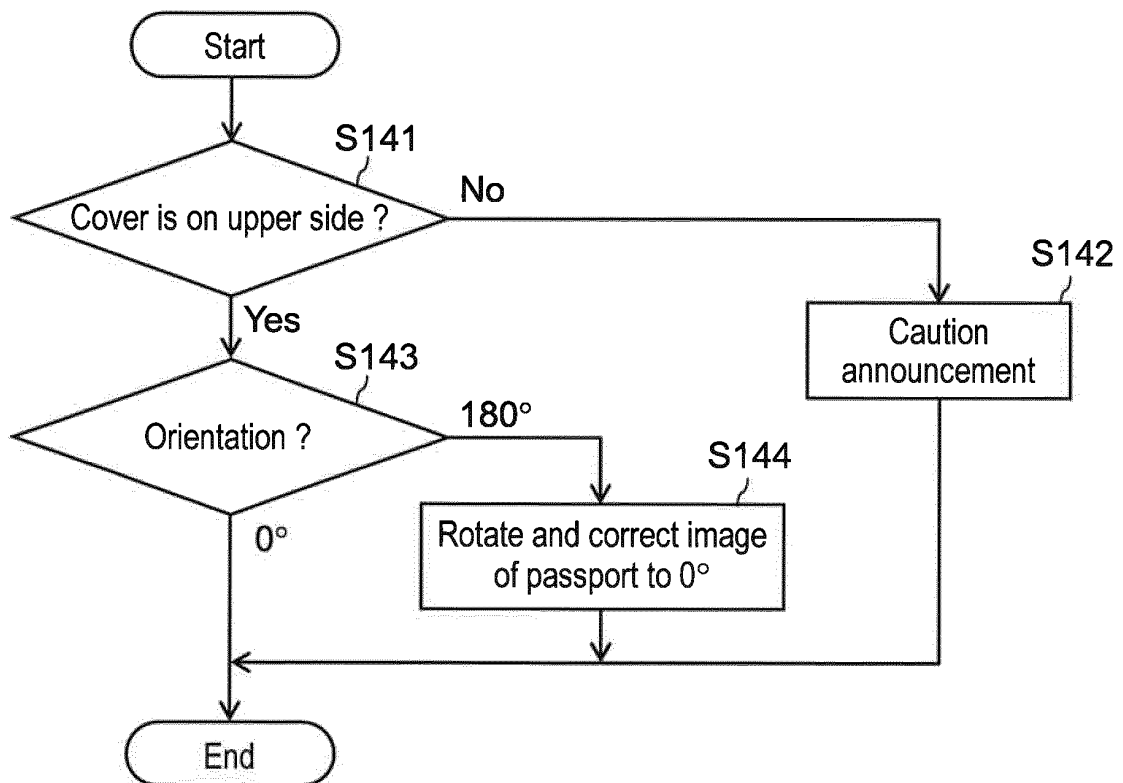 Start
S141
Cover is on upper side ?
No
S142
Caution
announcement
Yes
S143
Orientation ?
180°
S144
Rotate and correct image
of passport to 0°
0°
End